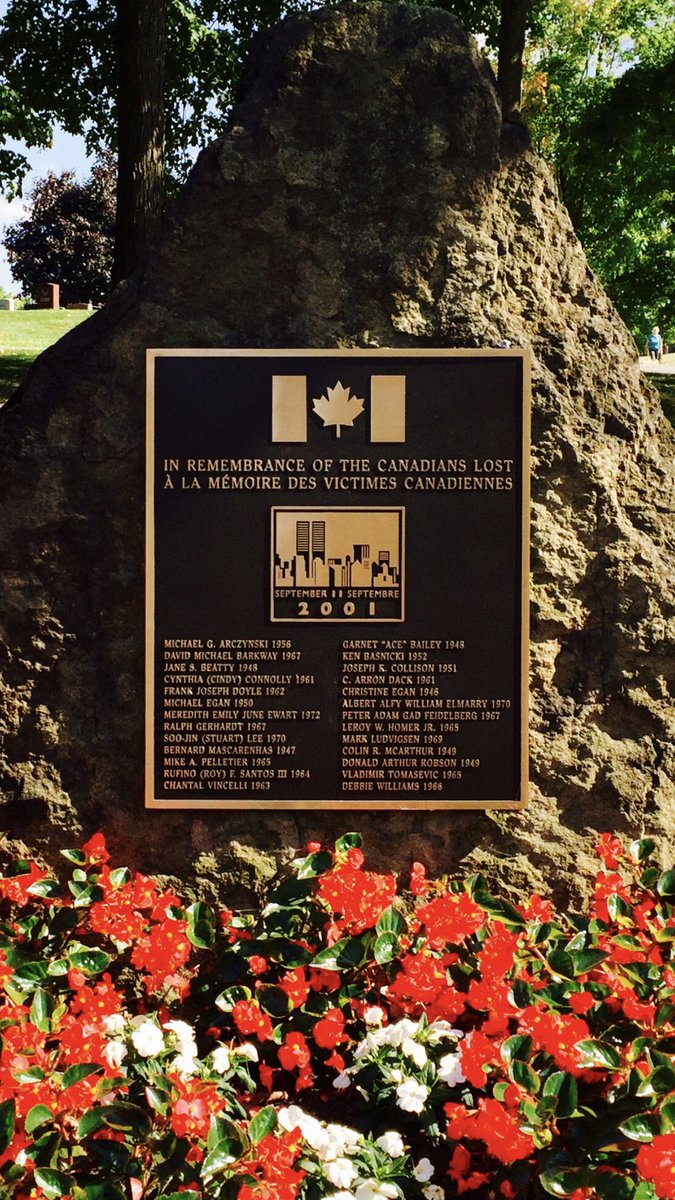 IN REMEMBRANCE OF THE CANADIANS LOST
À LA MÉMOIRE DES VICTIMES CANADIENNES
SEPTEMBER 11 SEPTEMBRE
2001
MICHAEL G. ARCZYNSKI 1956
DAVID MICHAEL BARKWAY 1967
JANE S. BEATTY 1948
CYNTHIA (CINDY) CONNOLLY 1961
FRANK JOSEPH DOYLE 1962
MICHAEL EGAN 1950
MEREDITH EMILY JUNE EWART 1972
RALPH GERHARDT 1967
SOO-JIN (STUART) LEE 1970
BERNARD MASCARENHAS 1947
MIKE A. PELLETIER 1965
RUFINO (ROY) F. SANTOS III 1964
CHANTAL VINCELLI 1963
GARNET "ACE" BAILEY 1948
KEN BASNICKI 1952
JOSEPH K. COLLISON 1951
C. ARRON DACK 1961
CHRISTINE EGAN 1946
ALBERT ALFY WILLIAM ELMARRY 1970
PETER ADAM GAD FEIDELBERG 1967
LEROY W. HOMER JR. 1965
MARK LUDVIGSEN 1969
COLIN R. MCARTHUR 1949
DONALD ARTHUR ROBSON 1949
VLADIMIR TOMASEVIC 1965
DEBBIE WILLIAMS 1966